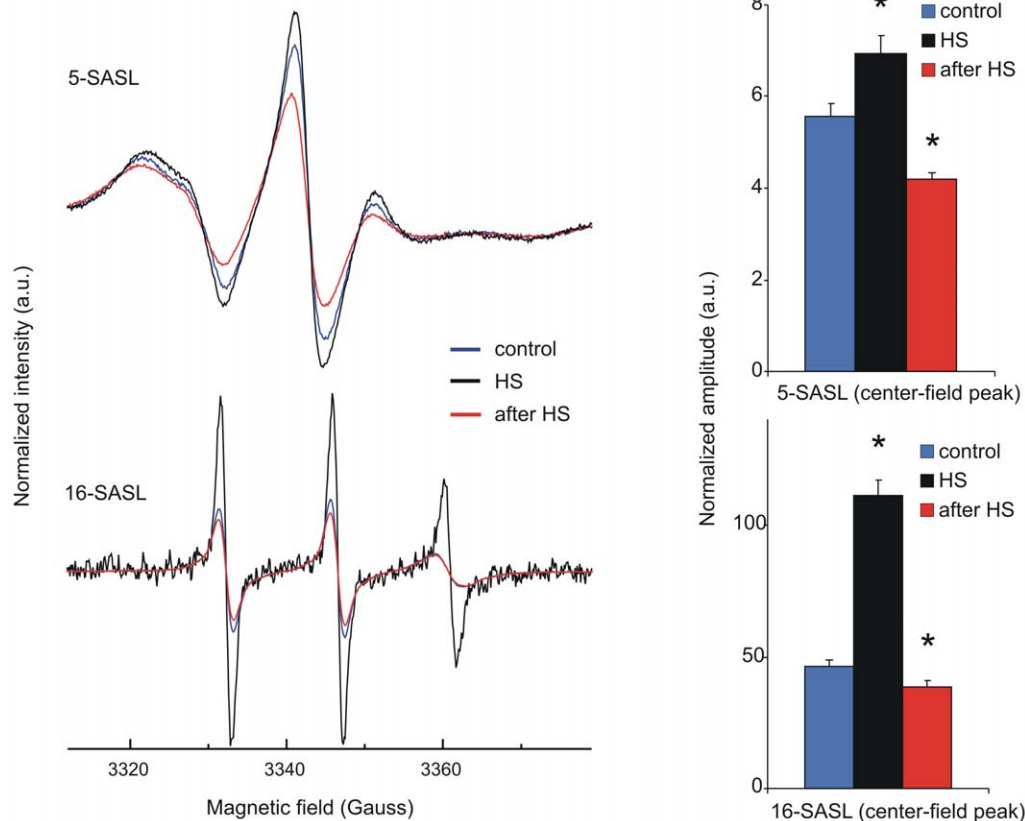 5-SASL
Normalized intensity (a.u.)
control
HS
after HS
16-SASL
3320
3340
3360
Magnetic field (Gauss)
8
*
control
HS
after HS
6
*
4
2
0
Normalized amplitude (a.u.)
5-SASL (center-field peak)
*
control
HS
after HS
100
*
50
0
16-SASL (center-field peak)